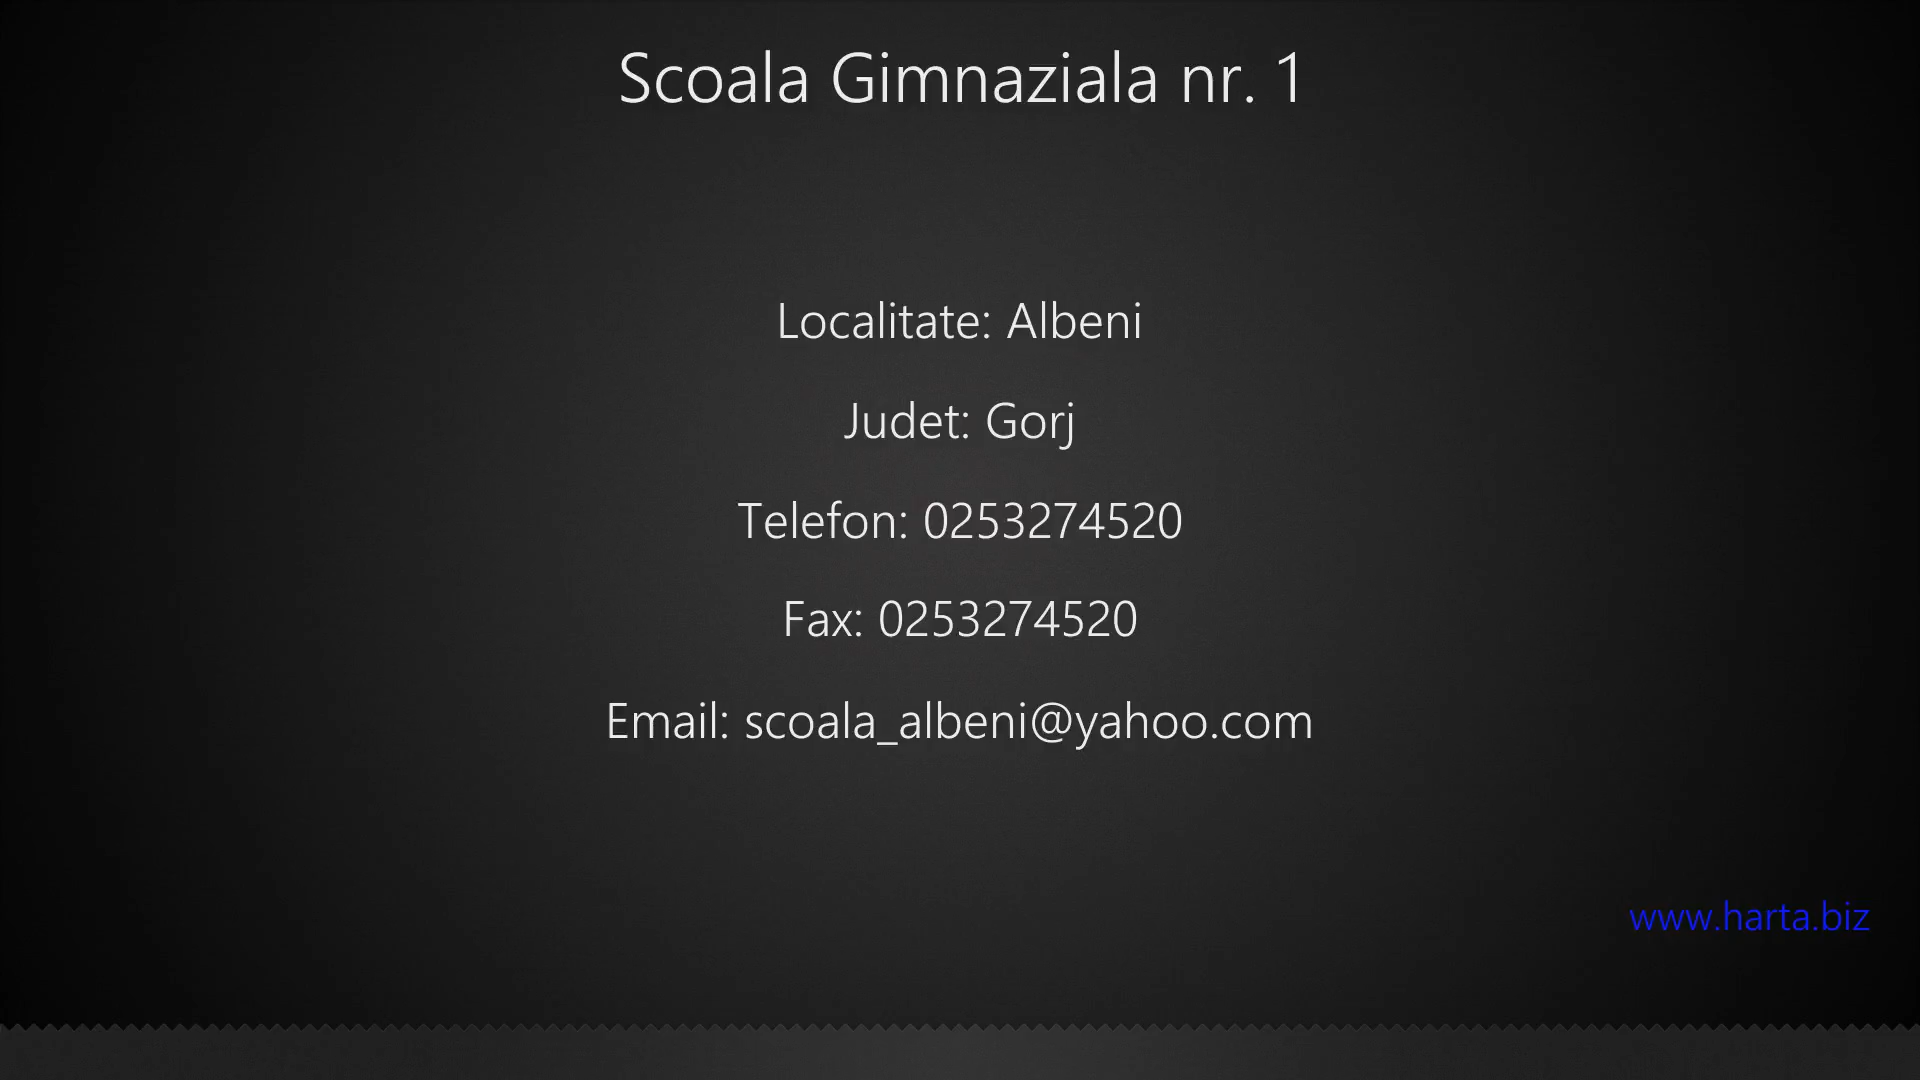 Scoala Gimnaziala nr. 1
Localitate: Albeni
Judet: Gorj
Telefon: 0253274520
Fax: 0253274520
Email: scoala_albeni@yahoo.com
www.harta.biz